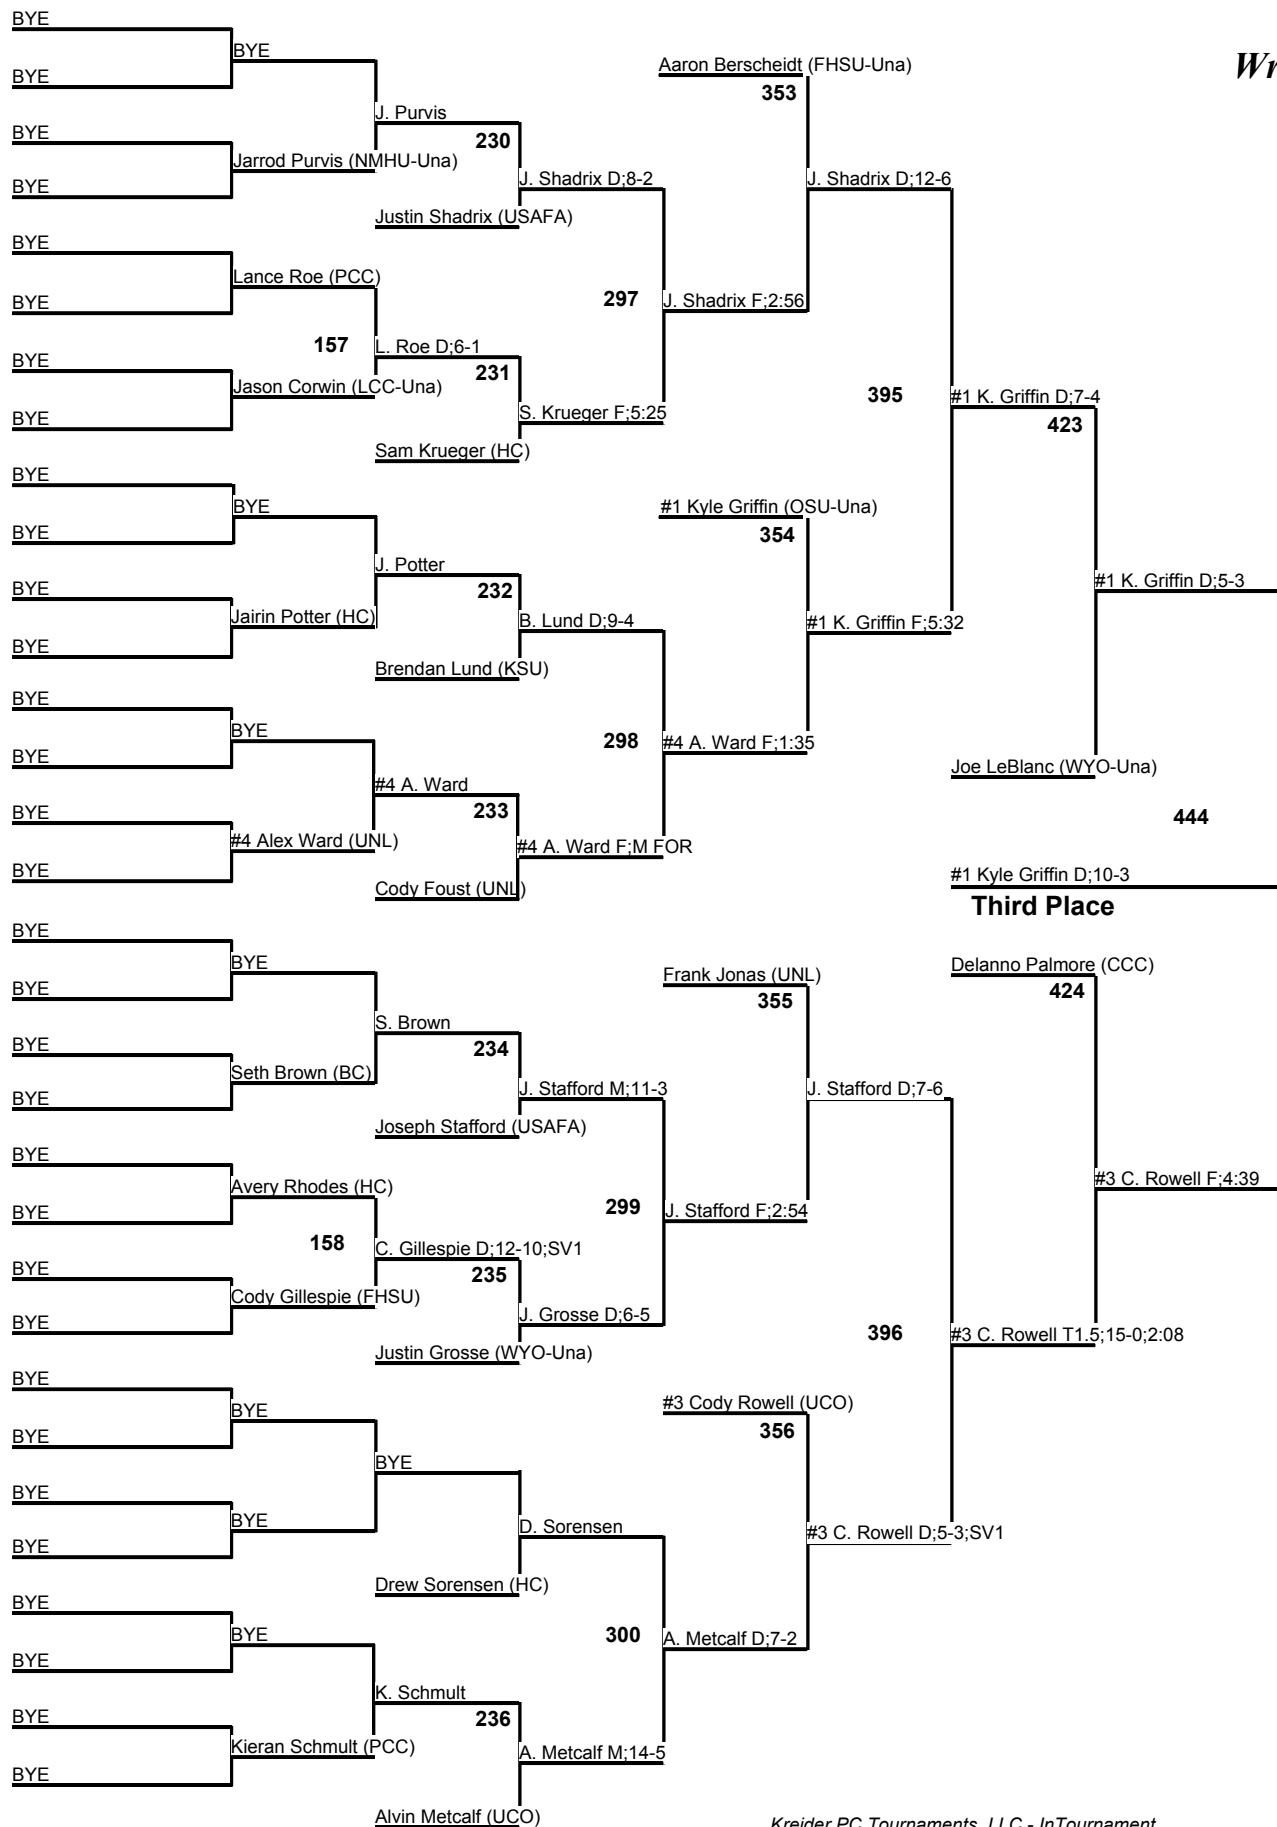 BYE
BYE
Aaron Berscheidt (FHSU-Una)
Wr
BYE
353
J. Purvis
BYE
230
Jarrod Purvis (NMHU-Una)
J. Shadrix D;8-2
J. Shadrix D;12-6
BYE
Justin Shadrix (USAFA)
BYE
Lance Roe (PCC)
BYE
297
J. Shadrix F;2:56
157
L. Roe D;6-1
BYE
231
Jason Corwin (LCC-Una)
395
#1 K. Griffin D;7-4
BYE
S. Krueger F;5:25
423
Sam Krueger (HC)
BYE
BYE
#1 Kyle Griffin (OSU-Una)
BYE
354
J. Potter
BYE
232
#1 K. Griffin D;5-3
Jairin Potter (HC)
B. Lund D;9-4
#1 K. Griffin F;5:32
BYE
Brendan Lund (KSU)
BYE
BYE
298
#4 A. Ward F;1:35
BYE
Joe LeBlanc (WYO-Una)
#4 A. Ward
BYE
233
444
#4 Alex Ward (UNL)
#4 A. Ward F;M FOR
BYE
Cody Foust (UNL)
#1 Kyle Griffin D;10-3
Third Place
BYE
BYE
Frank Jonas (UNL)
Delanno Palmore (CCC)
BYE
355
424
S. Brown
BYE
234
Seth Brown (BC)
J. Stafford M;11-3
J. Stafford D;7-6
BYE
Joseph Stafford (USAFA)
BYE
Avery Rhodes (HC)
#3 C. Rowell F;4:39
BYE
299
J. Stafford F;2:54
158
C. Gillespie D;12-10;SV1
BYE
235
Cody Gillespie (FHSU)
J. Grosse D;6-5
BYE
396
#3 C. Rowell T1.5;15-0;2:08
Justin Grosse (WYO-Una)
BYE
BYE
#3 Cody Rowell (UCO)
BYE
356
BYE
BYE
BYE
D. Sorensen
#3 C. Rowell D;5-3;SV1
BYE
Drew Sorensen (HC)
BYE
BYE
300
A. Metcalf D;7-2
BYE
K. Schmult
BYE
236
Kieran Schmult (PCC)
A. Metcalf M;14-5
BYE
Alvin Metcalf (UCO)
Kreider PC Tournaments, LLC - InTournament